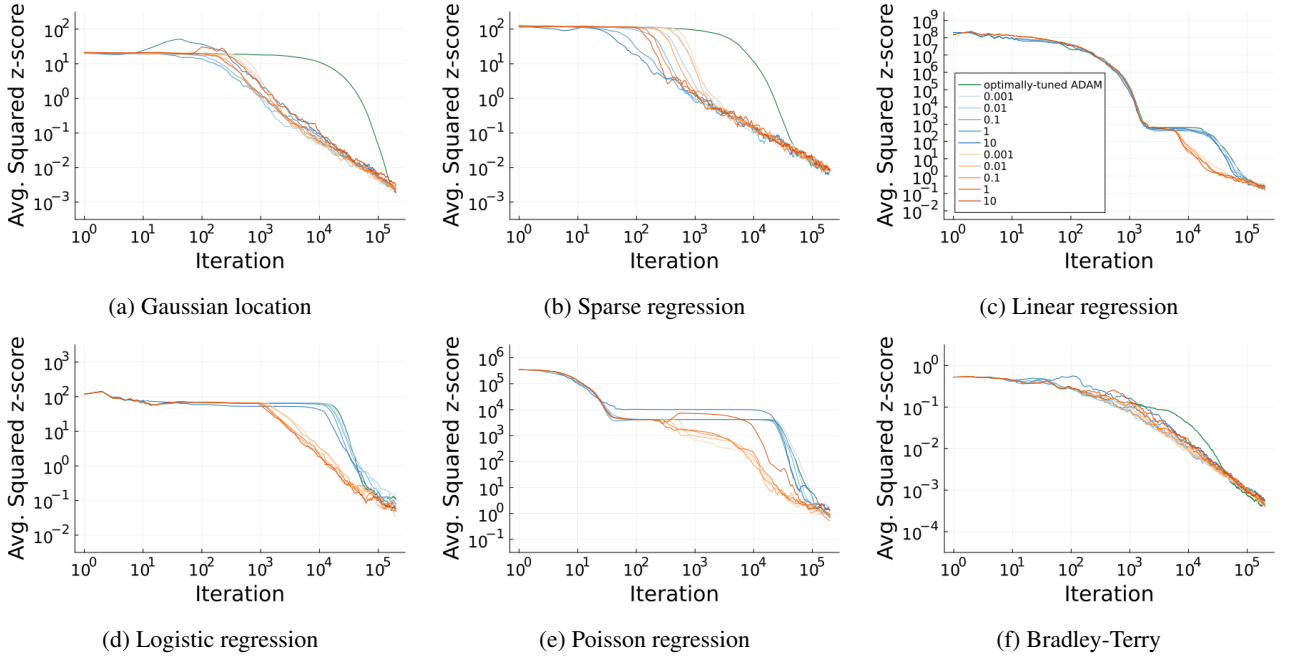 Avg. Squared z-score
10^2
10^1
10^0
10^-1
10^-2
10^-3
10^0 10^1 10^2 10^3 10^4 10^5
Iteration
(a) Gaussian location
Avg. Squared z-score
10^2
10^1
10^0
10^-1
10^-2
10^-3
10^0 10^1 10^2 10^3 10^4 10^5
Iteration
(b) Sparse regression
Avg. Squared z-score
10^9
10^8
10^7
10^6
10^5
10^4
10^3
10^2
10^1
10^0
10^-1
10^-2
optimally-tuned ADAM
0.001
0.01
0.1
1
10
0.001
0.01
0.1
1
10
10^0 10^1 10^2 10^3 10^4 10^5
Iteration
(c) Linear regression
Avg. Squared z-score
10^3
10^2
10^1
10^0
10^-1
10^-2
10^0 10^1 10^2 10^3 10^4 10^5
Iteration
(d) Logistic regression
Avg. Squared z-score
10^6
10^5
10^4
10^3
10^2
10^1
10^0
10^-1
10^0 10^1 10^2 10^3 10^4 10^5
Iteration
(e) Poisson regression
Avg. Squared z-score
10^0
10^-1
10^-2
10^-3
10^-4
10^0 10^1 10^2 10^3 10^4 10^5
Iteration
(f) Bradley-Terry